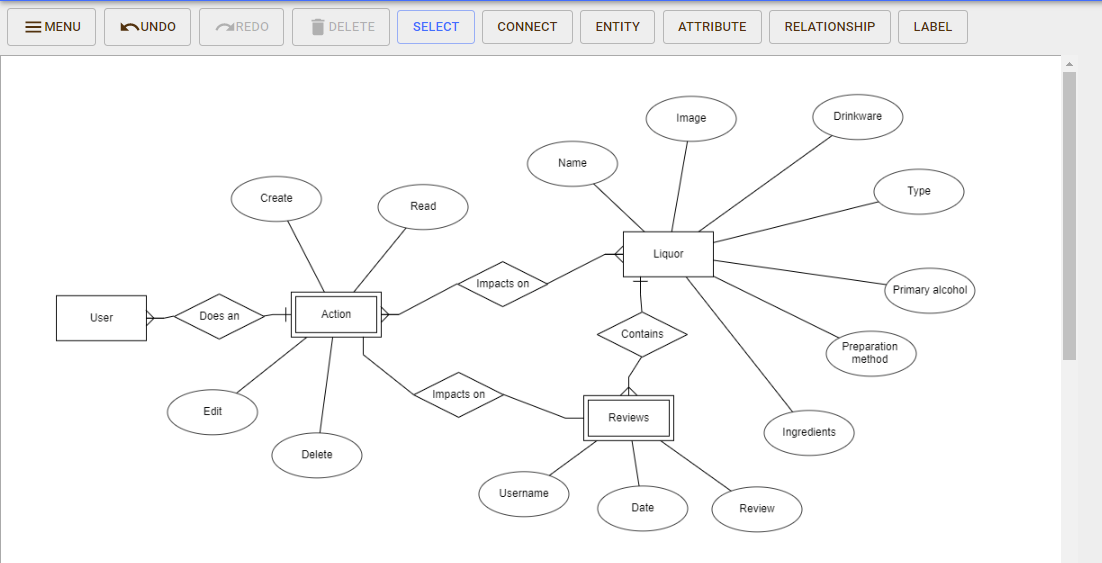 MENU
UNDO
REDO
DELETE
SELECT
CONNECT
ENTITY
ATTRIBUTE
RELATIONSHIP
LABEL
Image
Drinkware
Name
Type
Create
Read
Liquor
Impacts on
Primary alcohol
User
Does an
Action
Contains
Preparation
method
Impacts on
Edit
Reviews
Ingredients
Delete
Username
Date
Review